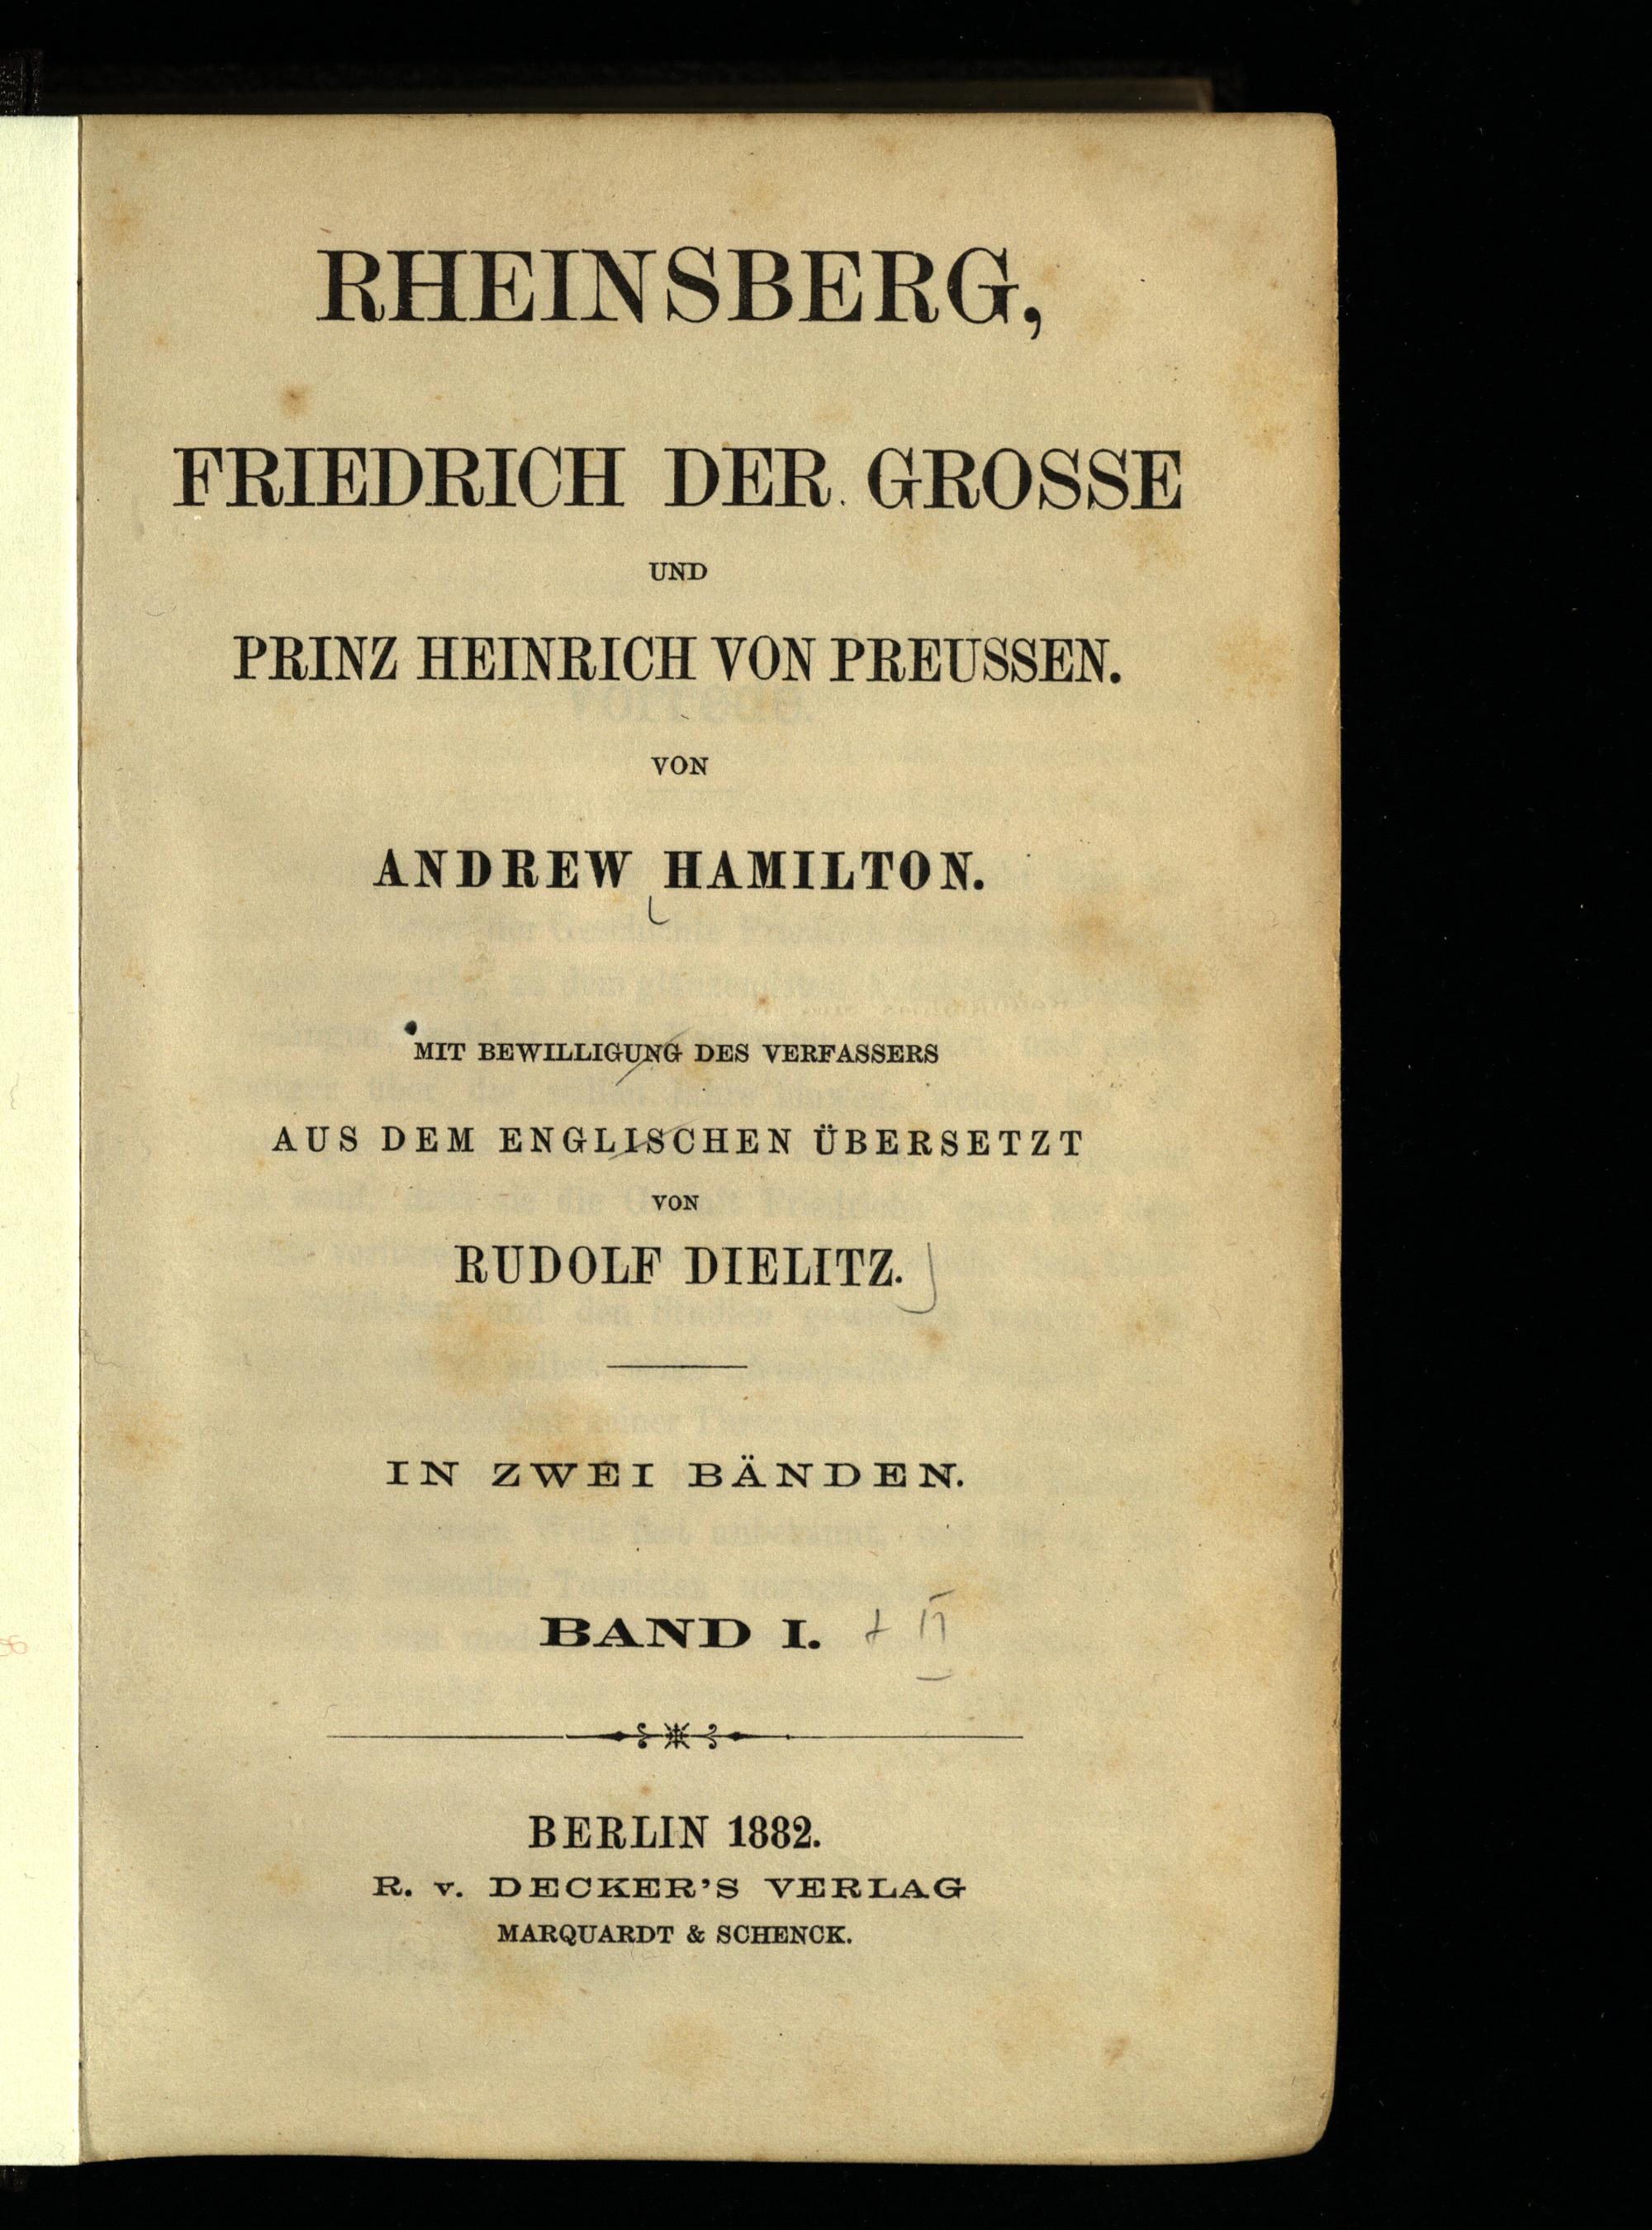 RHEINSBERG,
FRIEDRICH DER GROSSE
UND
PRINZ HEINRICH VON PREUSSEN.
VON
ANDREW HAMILTON.
MIT BEWILLIGUNG DES VERFASSERS
AUS DEM ENGLISCHEN ÜBERSETZT
VON
RUDOLF DIELITZ.
IN ZWEI BÄNDEN.
BAND I. + II
BERLIN 1882.
R. v. DECKER'S VERLAG
MARQUARDT & SCHENCK.